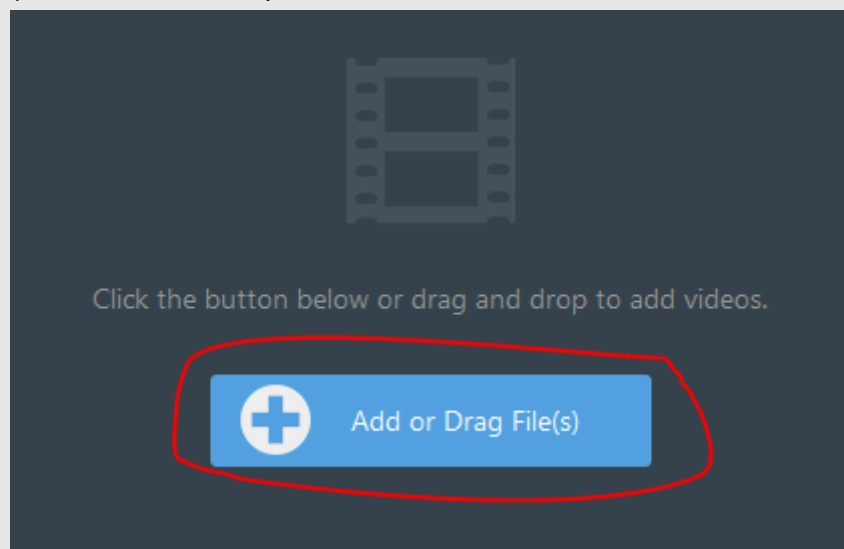 Click the button below or drag and drop to add videos.
Add or Drag File(s)